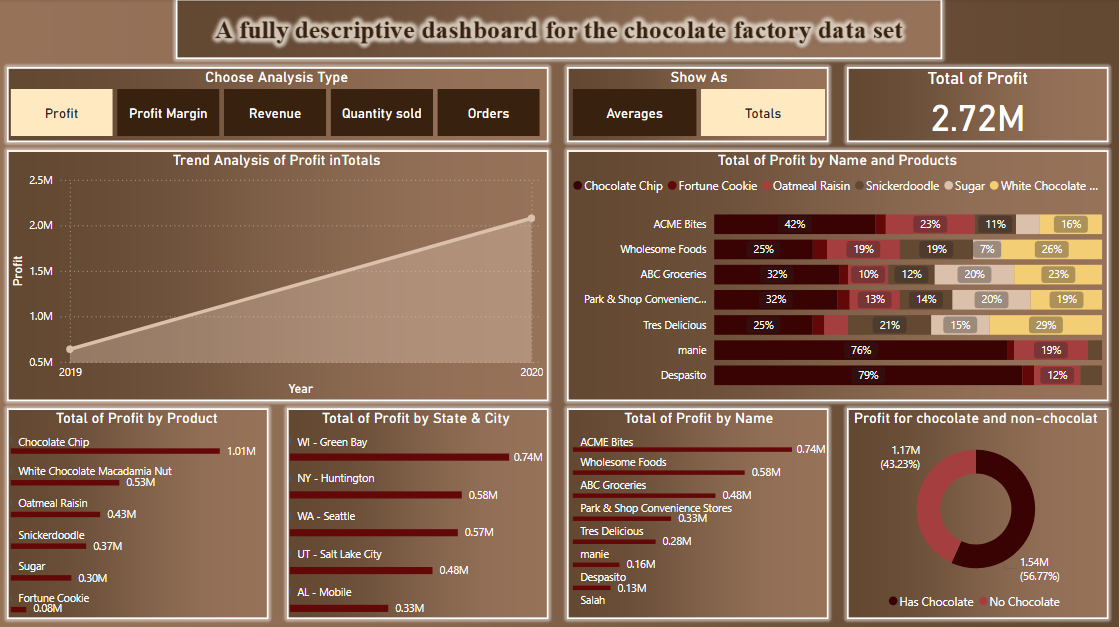 A fully descriptive dashboard for the chocolate factory data set
Choose Analysis Type
Profit
Profit Margin
Revenue
Quantity sold
Orders
Show As
Averages
Totals
Total of Profit
2.72M
Trend Analysis of Profit inTotals
2.5M
2.0M
1.5M
1.0M
0.5M
Profit
2019
2020
Year
Total of Profit by Name and Products
Chocolate Chip Fortune Cookie Oatmeal Raisin Snickerdoodle Sugar White Chocolate ...
ACME Bites 42% 23% 11% 16%
Wholesome Foods 25% 19% 19% 7% 26%
ABC Groceries 32% 10% 12% 20% 23%
Park & Shop Convenienc... 32% 13% 14% 20% 19%
Tres Delicious 25% 21% 15% 29%
manie 76% 19%
Despasito 79% 12%
Total of Profit by Product
Chocolate Chip
1.01M
White Chocolate Macadamia Nut
0.53M
Oatmeal Raisin
0.43M
Snickerdoodle
0.37M
Sugar
0.30M
Fortune Cookie
0.08M
Total of Profit by State & City
WI - Green Bay
0.74M
NY - Huntington
0.58M
WA - Seattle
0.57M
UT - Salt Lake City
0.48M
AL - Mobile
0.33M
Total of Profit by Name
ACME Bites
0.74M
Wholesome Foods
0.58M
ABC Groceries
0.48M
Park & Shop Convenience Stores
0.33M
Tres Delicious
0.28M
manie
0.16M
Despasito
0.13M
Salah
Profit for chocolate and non-chocolat
1.17M
(43.23%)
1.54M
(56.77%)
Has Chocolate No Chocolate